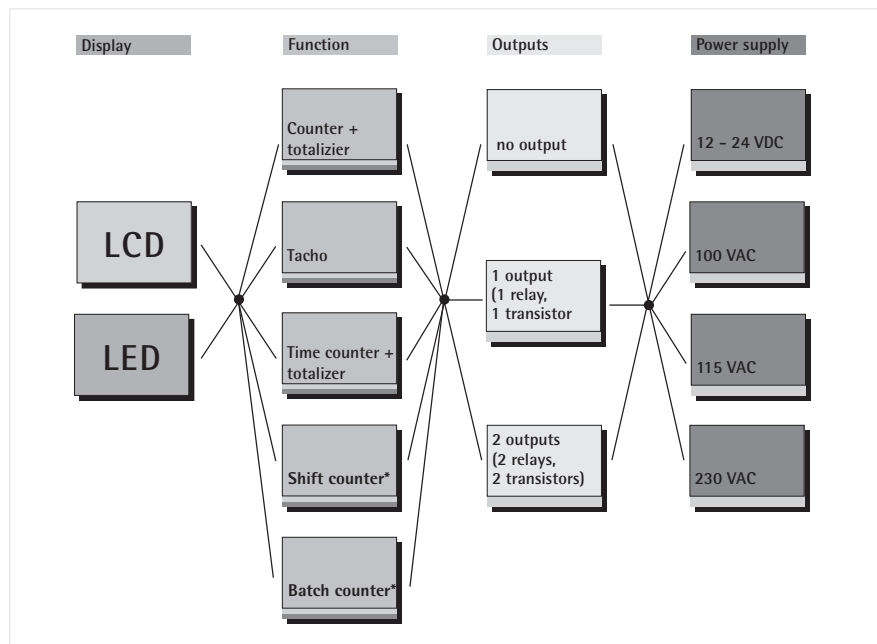 Display
Function
Outputs
Power supply
LCD
LED
Counter +
totalizier
Tacho
Time counter +
totalizer
Shift counter*
Batch counter*
no output
1 output
(1 relay,
1 transistor
2 outputs
(2 relays,
2 transistors)
12 - 24 VDC
100 VAC
115 VAC
230 VAC